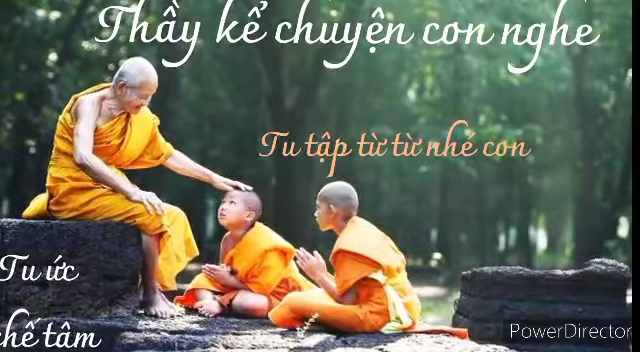 Thầy kể chuyện con nghe
Tu tập từ từ nhé con
Tu ức
chế tâm
PowerDirector